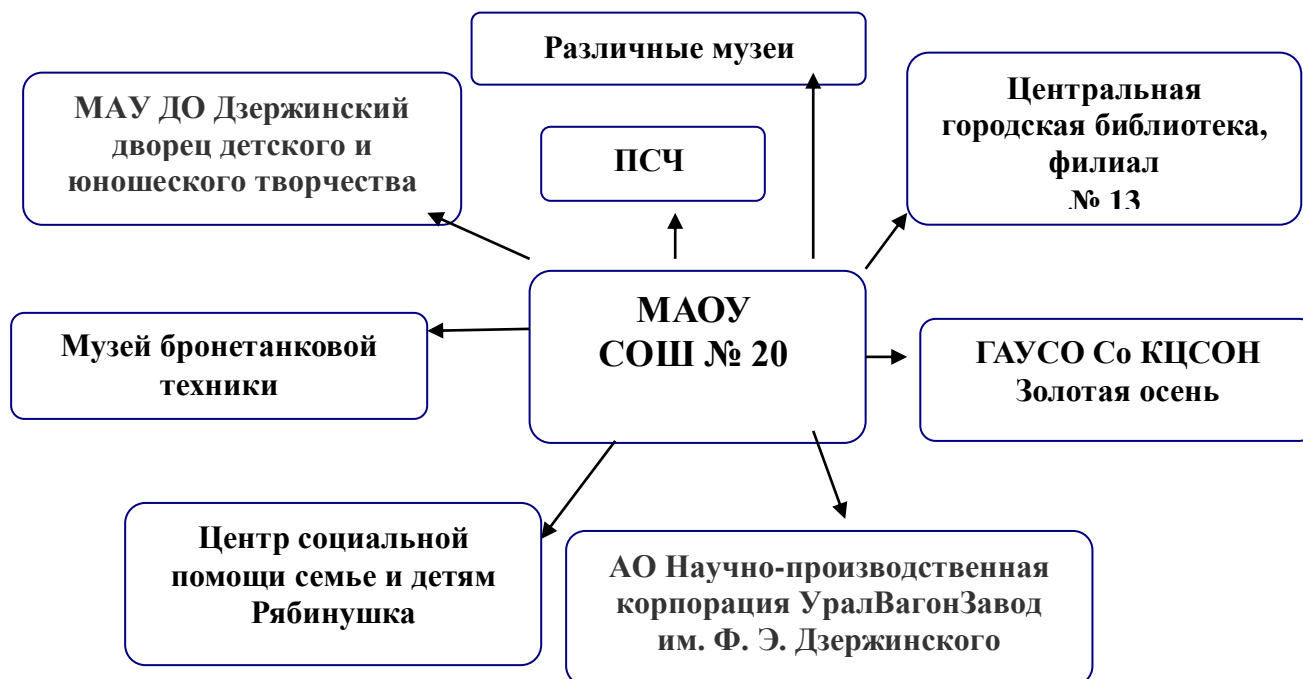 Различные музеи
МАУ ДО Дзержинский
дворец детского и
юношеского творчества
ПСЧ
Центральная
городская библиотека,
филиал
№ 13
МАОУ
СОШ № 20
Музей бронетанковой
техники
ГАУСО Со КЦСОН
Золотая осень
Центр социальной
помощи семье и детям
Рябинушка
АО Научно-производственная
корпорация УралВагонЗавод
им. Ф. Э. Дзержинского